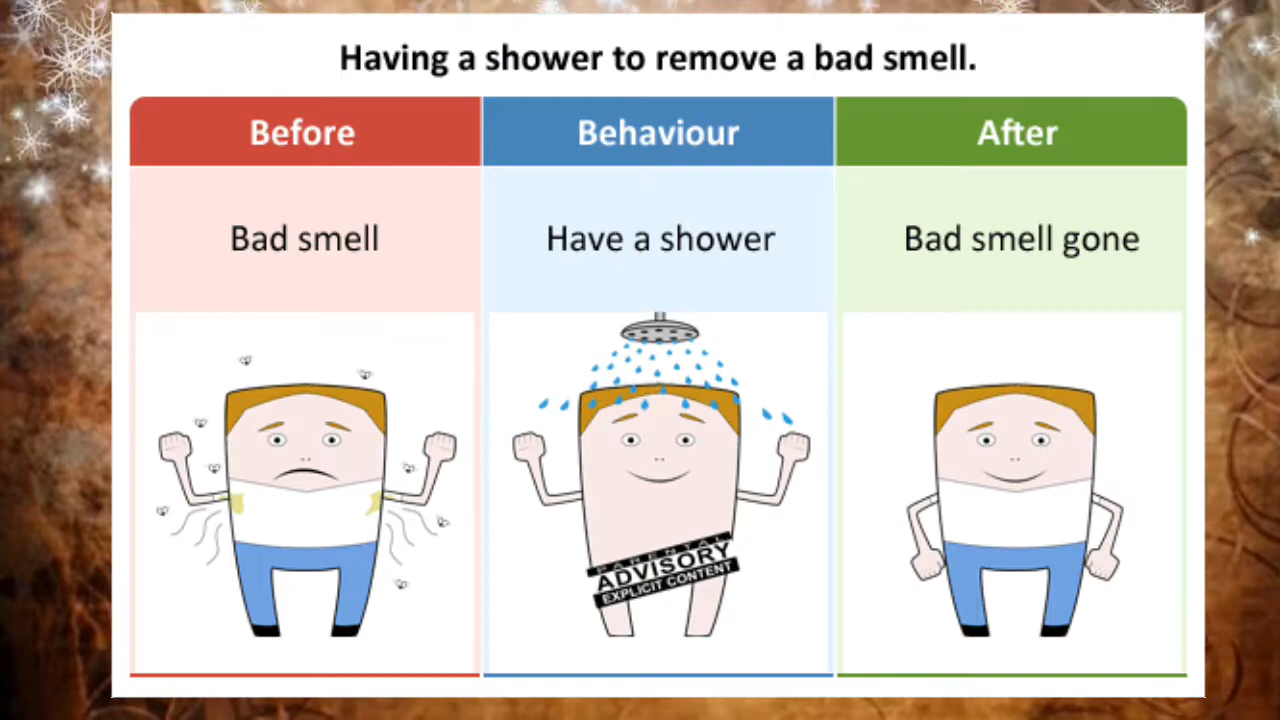 Having a shower to remove a bad smell.
Before
Behaviour
After
Bad smell
Have a shower
Bad smell gone
PARENTAL
ADVISORY
EXPLICIT CONTENT